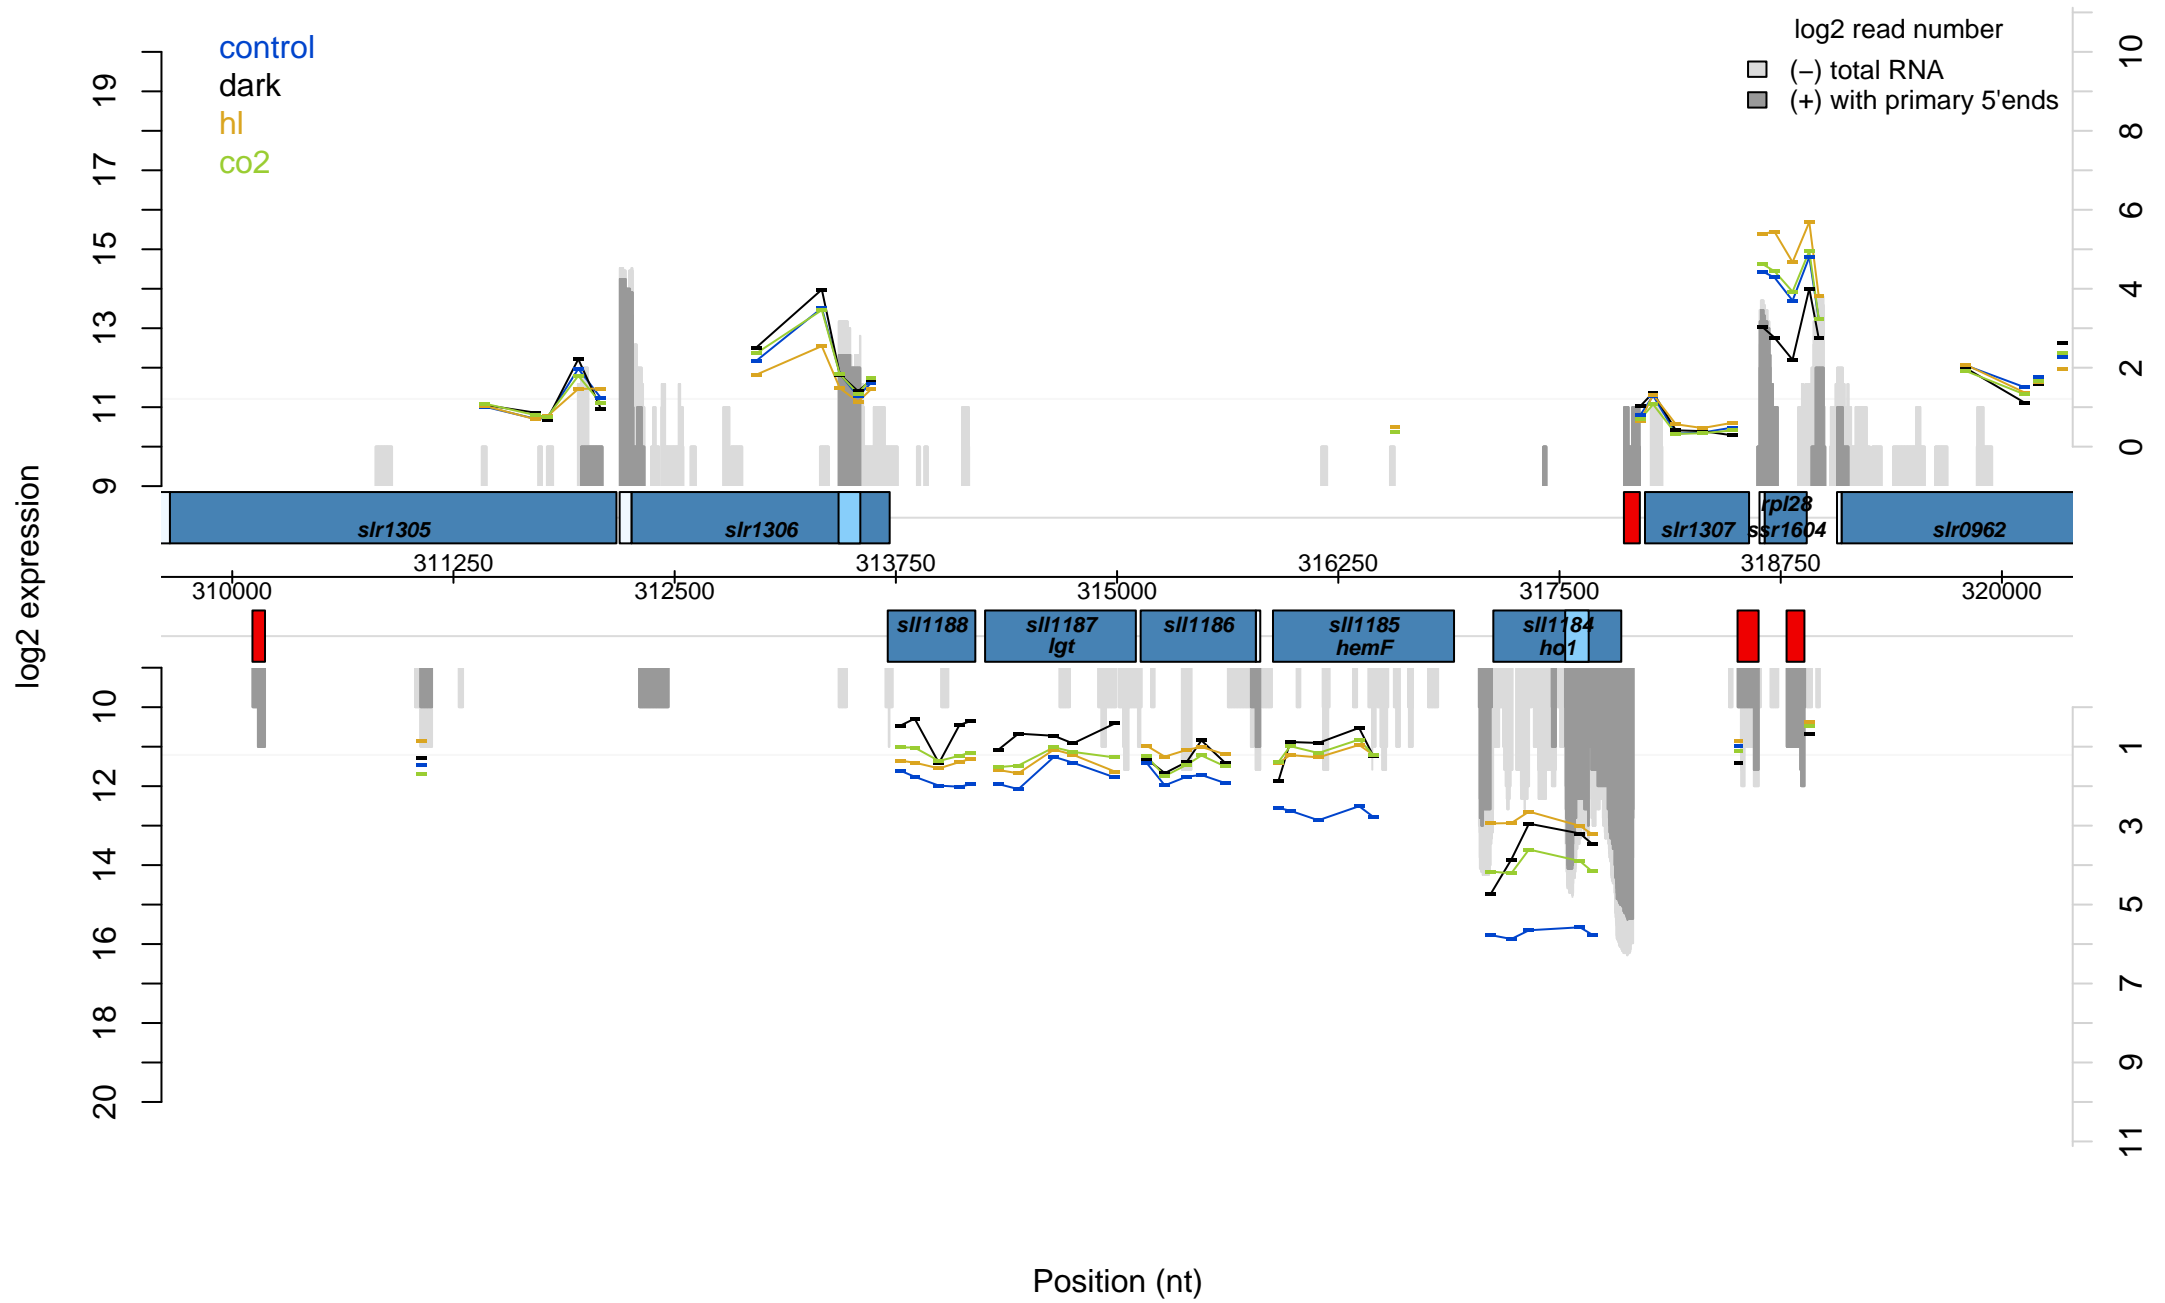 control
dark
hl
co2
log2 read number
(−) total RNA
(+) with primary 5'ends
19
17
15
13
11
9
10
8
6
4
2
0
log2 expression
slr1305
slr1306
slr1307
rpl28
ssr1604
slr0962
311250
313750
316250
318750
310000
312500
315000
317500
320000
sll1188
sll1187
lgt
sll1186
sll1185
hemF
sll1184
ho1
10
12
14
16
18
20
1
3
5
7
9
11
Position (nt)